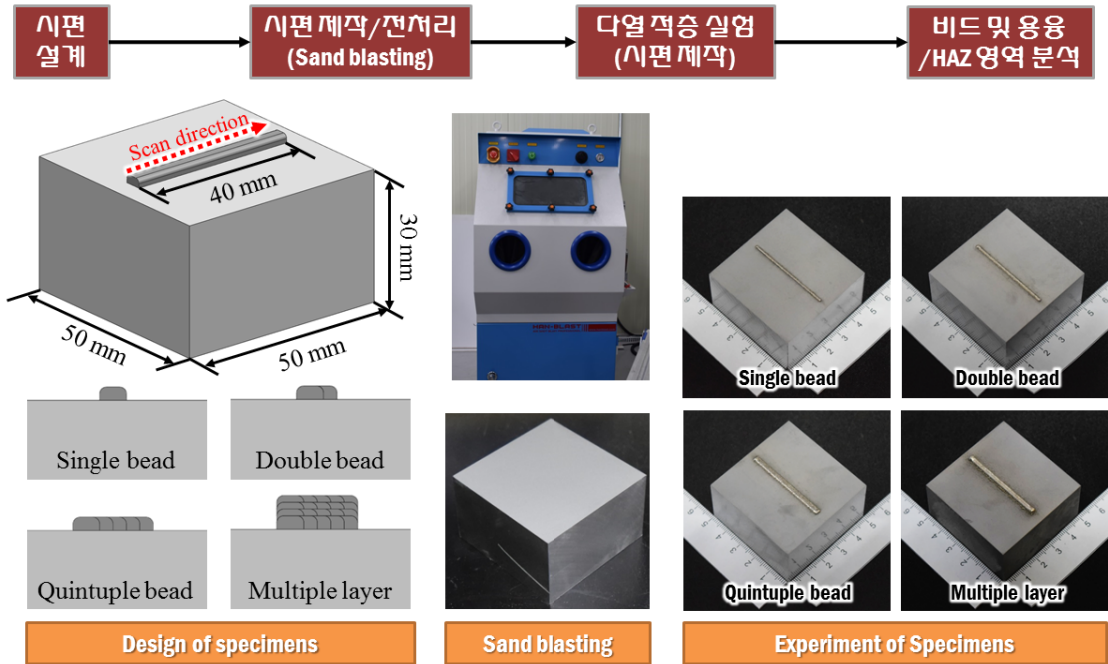 시편
설계
시편 제작/전처리
(Sand blasting)
다열 적층 실험
(시편 제작)
비드 및 용융
/HAZ 영역 분석
Scan direction
40 mm
30 mm
50 mm
50 mm
Single bead
Double bead
Quintuple bead
Multiple layer
HIGH-BLAST
Single bead
Double bead
Quintuple bead
Multiple layer
Design of specimens
Sand blasting
Experiment of Specimens